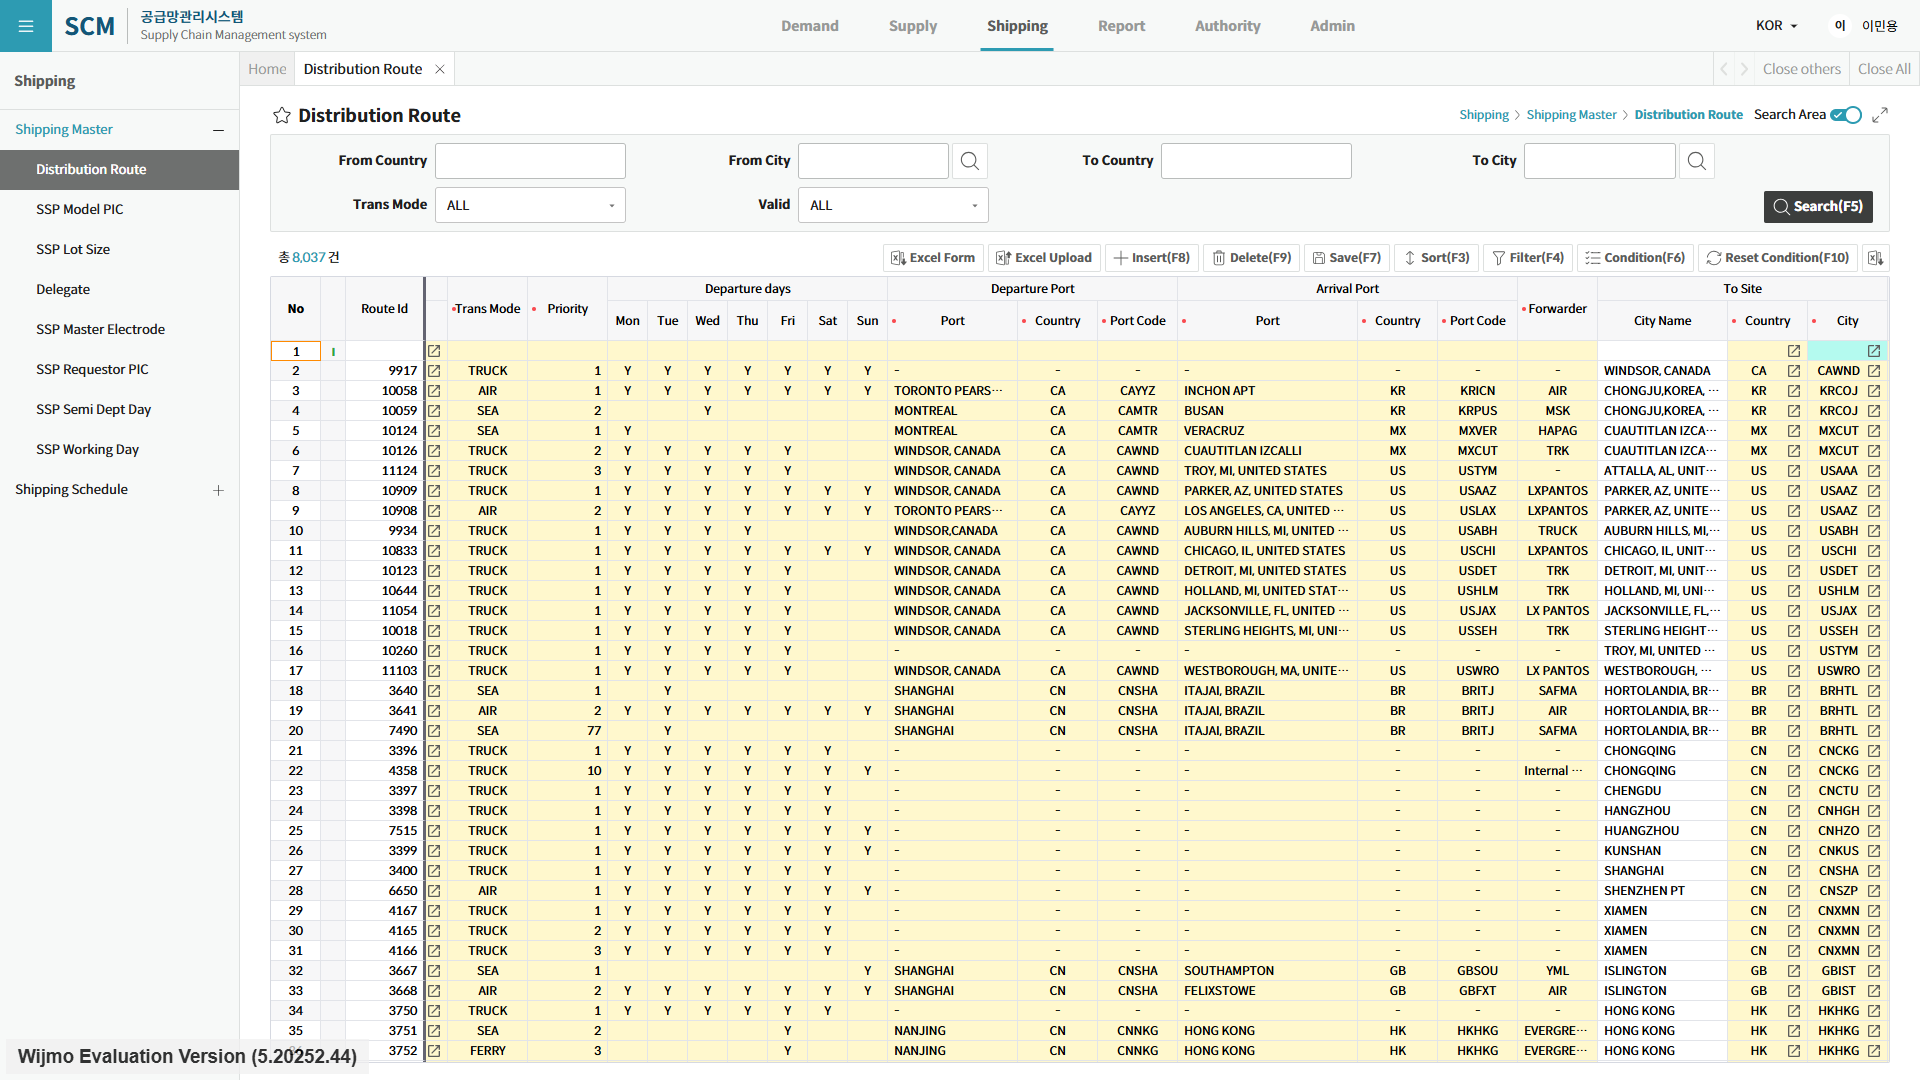 SCM 공급망관리시스템 Supply Chain Management system Demand Supply Shipping Report Authority Admin KOR 이 이민용
Shipping Home Distribution Route Close others Close All
Shipping Master
Distribution Route
SSP Model PIC
SSP Lot Size
Delegate
SSP Master Electrode
SSP Requestor PIC
SSP Semi Dept Day
SSP Working Day
Shipping Schedule
Distribution Route Shipping > Shipping Master > Distribution Route Search Area
From Country From City To Country To City
Trans Mode ALL Valid ALL Search(F5)
총 8,037 건 Excel Form Excel Upload Insert(F8) Delete(F9) Save(F7) Sort(F3) Filter(F4) Condition(F6) Reset Condition(F10)
No Route Id Trans Mode Priority Departure days Departure Port Arrival Port Forwarder To Site
Mon Tue Wed Thu Fri Sat Sun Port Country Port Code Port Country Port Code City Name Country City
1 I
2 9917 TRUCK 1 Y Y Y Y Y Y Y - - - - - - - WINDSOR, CANADA CA CAWND
3 10058 AIR 1 Y Y Y Y Y Y Y TORONTO PEARS··· CA CAYYZ INCHON APT KR KRICN AIR CHONGJU,KOREA, ··· KR KRCOJ
4 10059 SEA 2 Y MONTREAL CA CAMTR BUSAN KR KRPUS MSK CHONGJU,KOREA, ··· KR KRCOJ
5 10124 SEA 1 Y MONTREAL CA CAMTR VERACRUZ MX MXVER HAPAG CUAUTITLAN IZCA··· MX MXCUT
6 10126 TRUCK 2 Y Y Y Y Y WINDSOR, CANADA CA CAWND CUAUTITLAN IZCALLI MX MXCUT TRK CUAUTITLAN IZCA··· MX MXCUT
7 11124 TRUCK 3 Y Y Y Y Y WINDSOR, CANADA CA CAWND TROY, MI, UNITED STATES US USTYM - ATTALLA, AL, UNIT··· US USAAA
8 10909 TRUCK 1 Y Y Y Y Y Y Y WINDSOR, CANADA CA CAWND PARKER, AZ, UNITED STATES US USAAZ LXPANTOS PARKER, AZ, UNITE··· US USAAZ
9 10908 AIR 2 Y Y Y Y Y Y Y TORONTO PEARS··· CA CAYYZ LOS ANGELES, CA, UNITED ··· US USLAX LXPANTOS PARKER, AZ, UNITE··· US USAAZ
10 9934 TRUCK 1 Y Y Y Y WINDSOR,CANADA CA CAWND AUBURN HILLS, MI, UNITED ··· US USABH TRUCK AUBURN HILLS, MI,··· US USABH
11 10833 TRUCK 1 Y Y Y Y Y Y Y WINDSOR, CANADA CA CAWND CHICAGO, IL, UNITED STATES US USCHI LXPANTOS CHICAGO, IL, UNIT··· US USCHI
12 10123 TRUCK 1 Y Y Y Y Y WINDSOR, CANADA CA CAWND DETROIT, MI, UNITED STATES US USDET TRK DETROIT, MI, UNIT··· US USDET
13 10644 TRUCK 1 Y Y Y Y Y WINDSOR, CANADA CA CAWND HOLLAND, MI, UNITED STAT··· US USHLM TRK HOLLAND, MI, UNI··· US USHLM
14 11054 TRUCK 1 Y Y Y Y Y WINDSOR, CANADA CA CAWND JACKSONVILLE, FL, UNITED ··· US USJAX LX PANTOS JACKSONVILLE, FL,··· US USJAX
15 10018 TRUCK 1 Y Y Y Y Y WINDSOR, CANADA CA CAWND STERLING HEIGHTS, MI, UNI··· US USSEH TRK STERLING HEIGHT··· US USSEH
16 10260 TRUCK 1 Y Y Y Y Y - - - - - - - TROY, MI, UNITED ··· US USTYM
17 11103 TRUCK 1 Y Y Y Y Y WINDSOR, CANADA CA CAWND WESTBOROUGH, MA, UNITE··· US USWRO LX PANTOS WESTBOROUGH, ··· US USWRO
18 3640 SEA 1 Y SHANGHAI CN CNSHA ITAJAI, BRAZIL BR BRITJ SAFMA HORTOLANDIA, BR··· BR BRHTL
19 3641 AIR 2 Y Y Y Y Y Y Y SHANGHAI CN CNSHA ITAJAI, BRAZIL BR BRITJ AIR HORTOLANDIA, BR··· BR BRHTL
20 7490 SEA 77 Y SHANGHAI CN CNSHA ITAJAI, BRAZIL BR BRITJ SAFMA HORTOLANDIA, BR··· BR BRHTL
21 3396 TRUCK 1 Y Y Y Y Y Y - - - - - - - CHONGQING CN CNCKG
22 4358 TRUCK 10 Y Y Y Y Y Y Y - - - - - - Internal ··· CHONGQING CN CNCKG
23 3397 TRUCK 1 Y Y Y Y Y Y - - - - - - - CHENGDU CN CNCTU
24 3398 TRUCK 1 Y Y Y Y Y Y - - - - - - - HANGZHOU CN CNHGH
25 7515 TRUCK 1 Y Y Y Y Y Y Y - - - - - - - HUANGZHOU CN CNHZO
26 3399 TRUCK 1 Y Y Y Y Y Y Y - - - - - - - KUNSHAN CN CNKUS
27 3400 TRUCK 1 Y Y Y Y Y Y - - - - - - - SHANGHAI CN CNSHA
28 6650 AIR 1 Y Y Y Y Y Y Y - - - - - - - SHENZHEN PT CN CNSZP
29 4167 TRUCK 1 Y Y Y Y Y Y - - - - - - - XIAMEN CN CNXMN
30 4165 TRUCK 2 Y Y Y Y Y Y - - - - - - - XIAMEN CN CNXMN
31 4166 TRUCK 3 Y Y Y Y Y Y - - - - - - - XIAMEN CN CNXMN
32 3667 SEA 1 Y SHANGHAI CN CNSHA SOUTHAMPTON GB GBSOU YML ISLINGTON GB GBIST
33 3668 AIR 2 Y Y Y Y Y Y Y SHANGHAI CN CNSHA FELIXSTOWE GB GBFXT AIR ISLINGTON GB GBIST
34 3750 TRUCK 1 Y Y Y Y Y Y - - - - - - - HONG KONG HK HKHKG
35 3751 SEA 2 Y NANJING CN CNNKG HONG KONG HK HKHKG EVERGRE··· HONG KONG HK HKHKG
3752 FERRY 3 Y NANJING CN CNNKG HONG KONG HK HKHKG EVERGRE··· HONG KONG HK HKHKG
Wijmo Evaluation Version (5.20252.44)